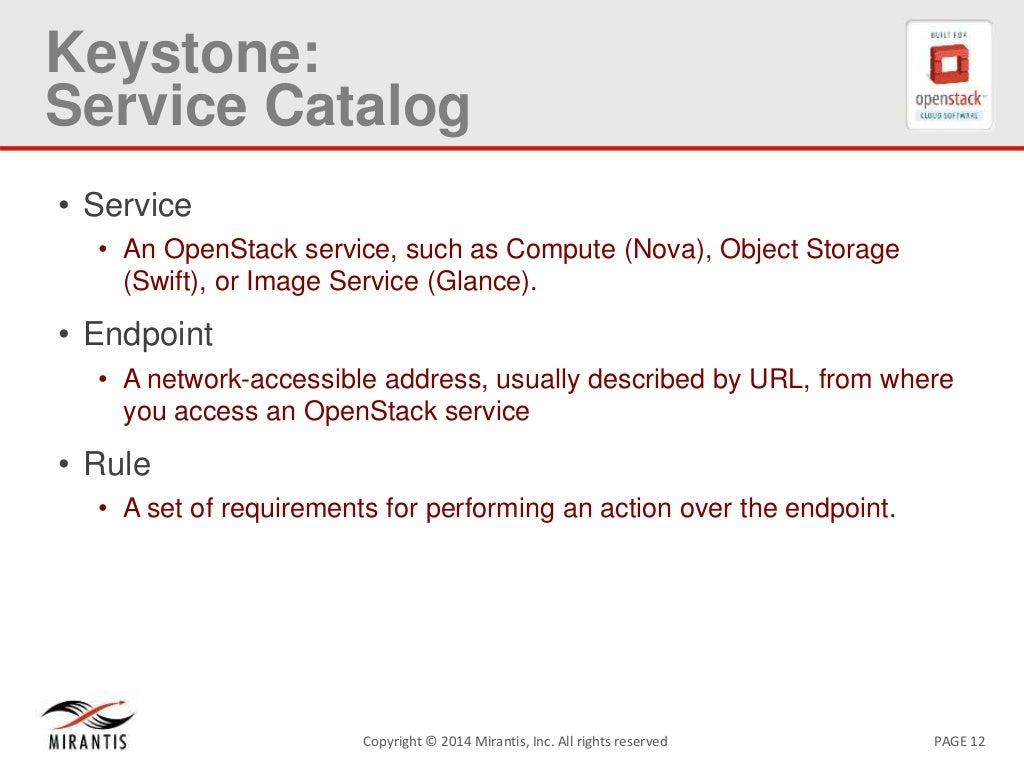 Keystone:
Service Catalog
BUILT FOR
openstack™
CLOUD SOFTWARE
• Service
• An OpenStack service, such as Compute (Nova), Object Storage
(Swift), or Image Service (Glance).
• Endpoint
• A network-accessible address, usually described by URL, from where
you access an OpenStack service
• Rule
• A set of requirements for performing an action over the endpoint.
MIRANTIS
Copyright © 2014 Mirantis, Inc. All rights reserved
PAGE 12